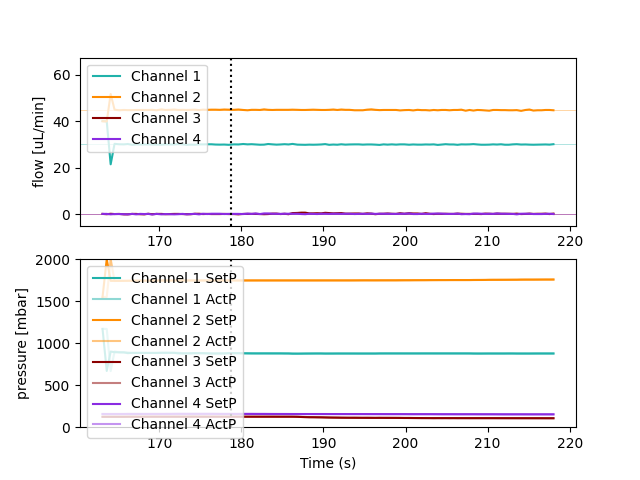 60
40
20
0
flow [uL/min]
Channel 1
Channel 2
Channel 3
Channel 4
170
180
190
200
210
220
2000
1500
1000
500
0
pressure [mbar]
Channel 1 SetP
Channel 1 ActP
Channel 2 SetP
Channel 2 ActP
Channel 3 SetP
Channel 3 ActP
Channel 4 SetP
Channel 4 ActP
170
180
190
200
210
220
Time (s)